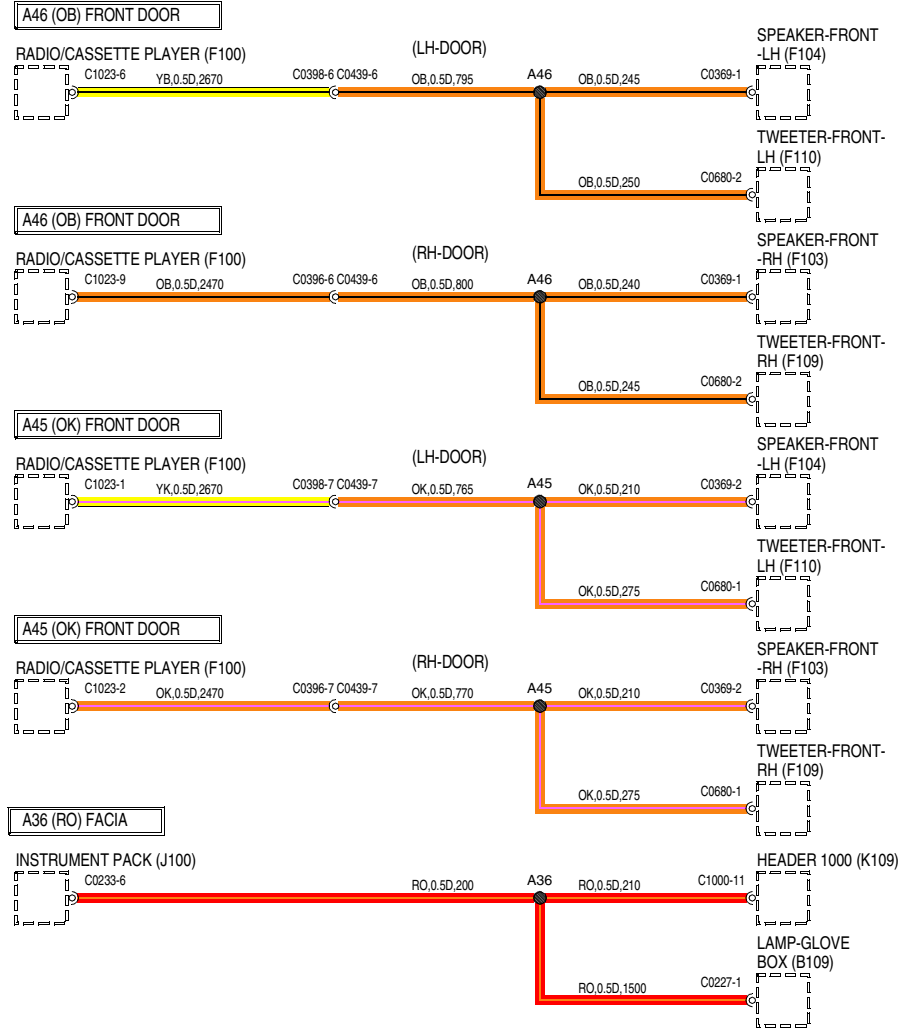 A46 (OB) FRONT DOOR
RADIO/CASSETTE PLAYER (F100)
(LH-DOOR)
SPEAKER-FRONT
-LH (F104)
C1023-6
YB,0.5D,2670
C0398-6 C0439-6
OB,0.5D,795
A46
OB,0.5D,245
C0369-1
TWEETER-FRONT-
LH (F110)
OB,0.5D,250
C0680-2
A46 (OB) FRONT DOOR
RADIO/CASSETTE PLAYER (F100)
(RH-DOOR)
SPEAKER-FRONT
-RH (F103)
C1023-9
OB,0.5D,2470
C0396-6 C0439-6
OB,0.5D,800
A46
OB,0.5D,240
C0369-1
TWEETER-FRONT-
RH (F109)
OB,0.5D,245
C0680-2
A45 (OK) FRONT DOOR
RADIO/CASSETTE PLAYER (F100)
(LH-DOOR)
SPEAKER-FRONT
-LH (F104)
C1023-1
YK,0.5D,2670
C0398-7 C0439-7
OK,0.5D,765
A45
OK,0.5D,210
C0369-2
TWEETER-FRONT-
LH (F110)
OK,0.5D,275
C0680-1
A45 (OK) FRONT DOOR
RADIO/CASSETTE PLAYER (F100)
(RH-DOOR)
SPEAKER-FRONT
-RH (F103)
C1023-2
OK,0.5D,2470
C0396-7 C0439-7
OK,0.5D,770
A45
OK,0.5D,210
C0369-2
TWEETER-FRONT-
RH (F109)
OK,0.5D,275
C0680-1
A36 (RO) FACIA
INSTRUMENT PACK (J100)
HEADER 1000 (K109)
C0233-6
RO,0.5D,200
A36
RO,0.5D,210
C1000-11
LAMP-GLOVE
BOX (B109)
RO,0.5D,1500
C0227-1